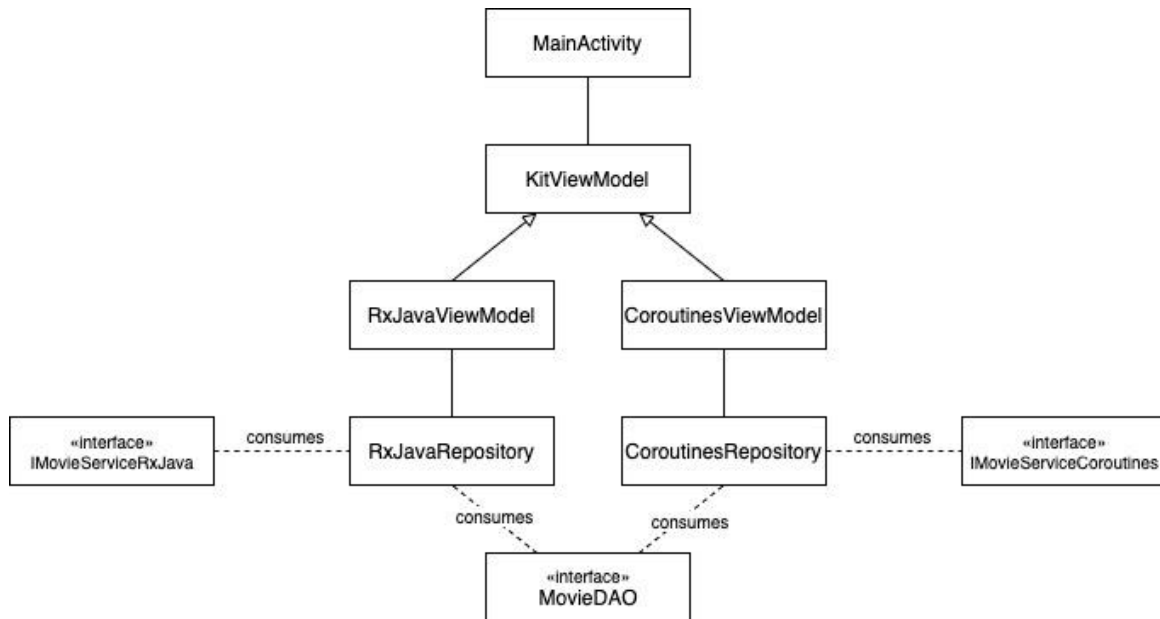 MainActivity
KitViewModel
RxJavaViewModel
CoroutinesViewModel
«interface»
IMovieServiceRxJava
consumes
RxJavaRepository
CoroutinesRepository
consumes
«interface»
IMovieServiceCoroutines
consumes
consumes
«interface»
MovieDAO